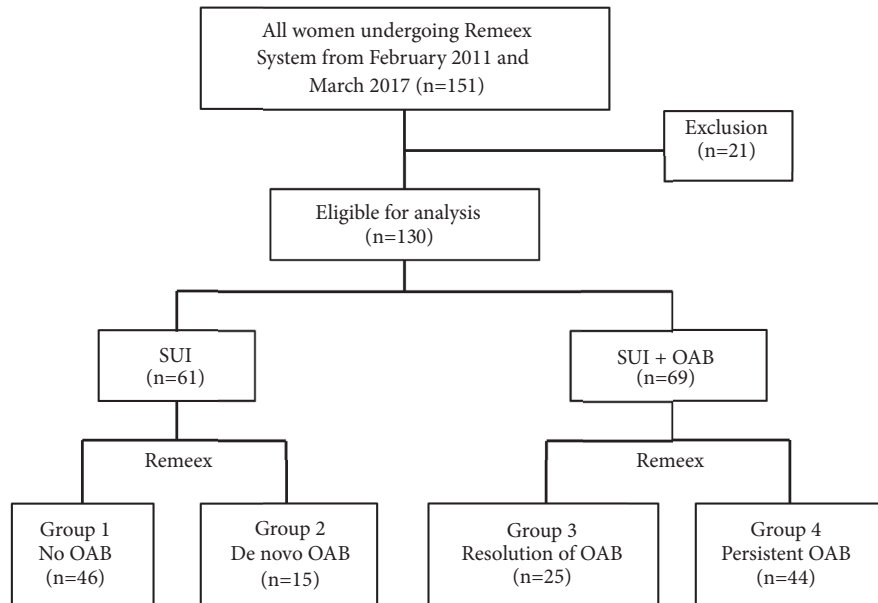 All women undergoing Remeex
System from February 2011 and
March 2017 (n=151)
Exclusion
(n=21)
Eligible for analysis
(n=130)
SUI
(n=61)
SUI + OAB
(n=69)
Remeex
Remeex
Group 1
No OAB
(n=46)
Group 2
De novo OAB
(n=15)
Group 3
Resolution of OAB
(n=25)
Group 4
Persistent OAB
(n=44)